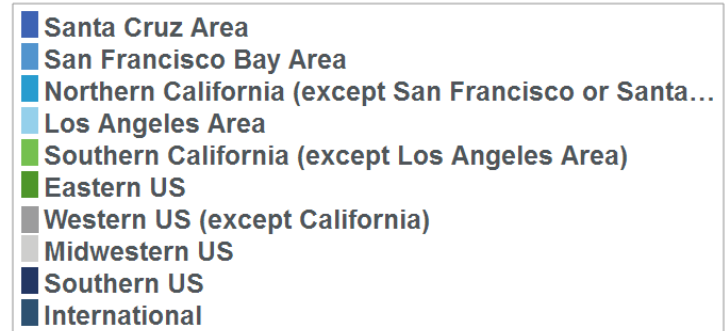 Santa Cruz Area
San Francisco Bay Area
Northern California (except San Francisco or Santa…
Los Angeles Area
Southern California (except Los Angeles Area)
Eastern US
Western US (except California)
Midwestern US
Southern US
International